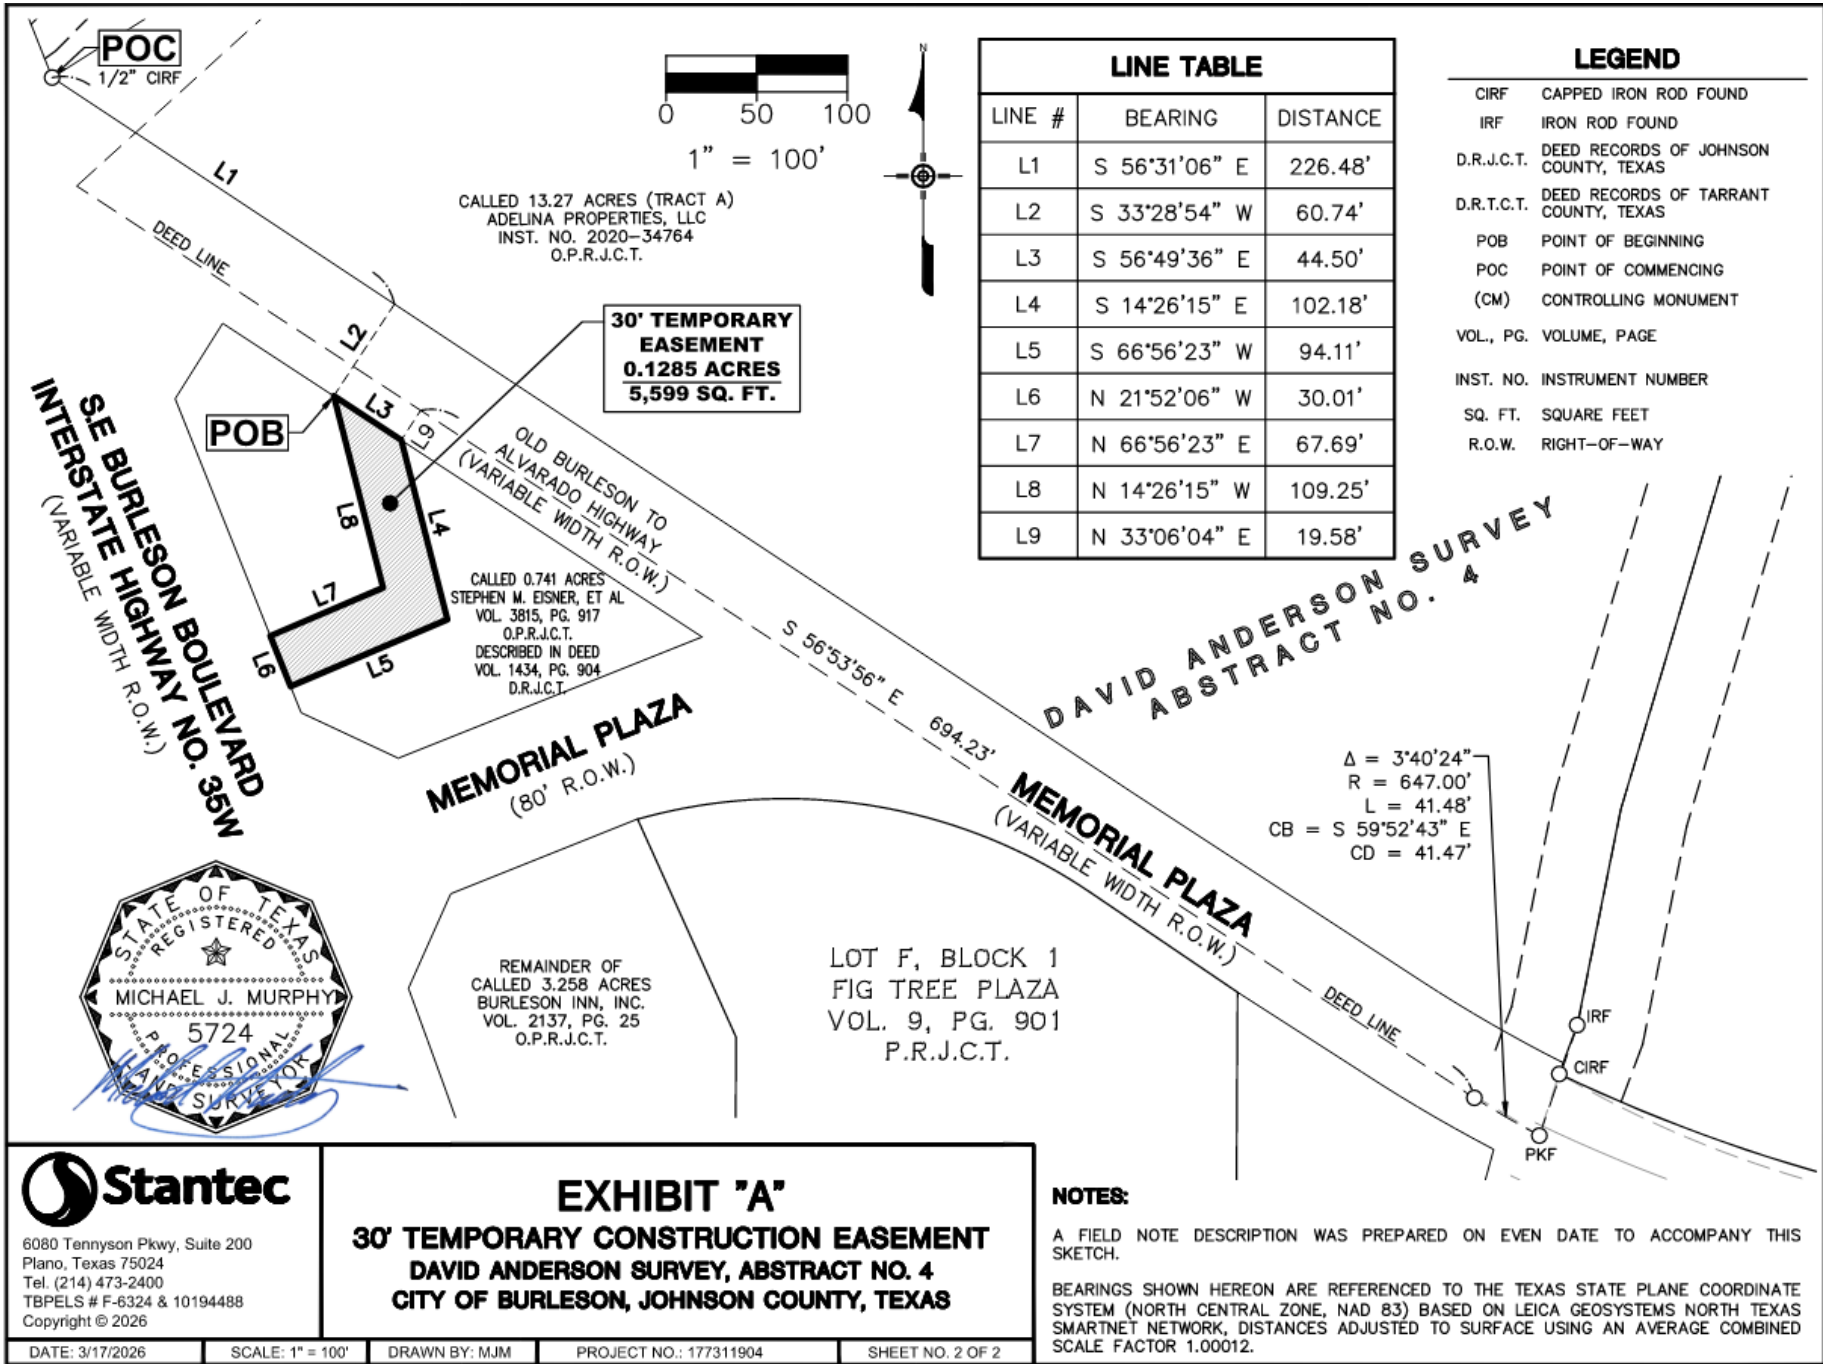 POC
1/2" CIRF
L1
DEED LINE
0 50 100
1" = 100'
N
CALLED 13.27 ACRES (TRACT A)
ADELINA PROPERTIES, LLC
INST. NO. 2020-34764
O.P.R.J.C.T.
LINE TABLE
LINE # BEARING DISTANCE
L1 S 56°31'06" E 226.48'
L2 S 33°28'54" W 60.74'
L3 S 56°49'36" E 44.50'
L4 S 14°26'15" E 102.18'
L5 S 66°56'23" W 94.11'
L6 N 21°52'06" W 30.01'
L7 N 66°56'23" E 67.69'
L8 N 14°26'15" W 109.25'
L9 N 33°06'04" E 19.58'
LEGEND
CIRF CAPPED IRON ROD FOUND
IRF IRON ROD FOUND
D.R.J.C.T. DEED RECORDS OF JOHNSON
COUNTY, TEXAS
D.R.T.C.T. DEED RECORDS OF TARRANT
COUNTY, TEXAS
POB POINT OF BEGINNING
POC POINT OF COMMENCING
(CM) CONTROLLING MONUMENT
VOL., PG. VOLUME, PAGE
INST. NO. INSTRUMENT NUMBER
SQ. FT. SQUARE FEET
R.O.W. RIGHT-OF-WAY
L2
30' TEMPORARY
EASEMENT
0.1285 ACRES
5,599 SQ. FT.
POB
L3
L9
L8
L4
L7
L6
L5
S.E BURLESON BOULEVARD
INTERSTATE HIGHWAY NO. 35W
(VARIABLE WIDTH R.O.W.)
OLD BURLESON TO
ALVARADO HIGHWAY
(VARIABLE WIDTH R.O.W.)
CALLED 0.741 ACRES
STEPHEN M. EISNER, ET AL
VOL. 3815, PG. 917
O.P.R.J.C.T.
DESCRIBED IN DEED
VOL. 1434, PG. 904
D.R.J.C.T.
S 56°53'56" E 694.23'
DAVID ANDERSON SURVEY
ABSTRACT NO. 4
MEMORIAL PLAZA
(80' R.O.W.)
MEMORIAL PLAZA
(VARIABLE WIDTH R.O.W.)
Δ = 3°40'24"
R = 647.00'
L = 41.48'
CB = S 59°52'43" E
CD = 41.47'
STATE OF TEXAS
REGISTERED
MICHAEL J. MURPHY
5724
PROFESSIONAL
LAND SURVEYOR
REMAINDER OF
CALLED 3.258 ACRES
BURLESON INN, INC.
VOL. 2137, PG. 25
O.P.R.J.C.T.
LOT F, BLOCK 1
FIG TREE PLAZA
VOL. 9, PG. 901
P.R.J.C.T.
DEED LINE
IRF
CIRF
PKF
Stantec
6080 Tennyson Pkwy, Suite 200
Plano, Texas 75024
Tel. (214) 473-2400
TBPELS # F-6324 & 10194488
Copyright © 2026
EXHIBIT "A"
30' TEMPORARY CONSTRUCTION EASEMENT
DAVID ANDERSON SURVEY, ABSTRACT NO. 4
CITY OF BURLESON, JOHNSON COUNTY, TEXAS
NOTES:
A FIELD NOTE DESCRIPTION WAS PREPARED ON EVEN DATE TO ACCOMPANY THIS
SKETCH.
BEARINGS SHOWN HEREON ARE REFERENCED TO THE TEXAS STATE PLANE COORDINATE
SYSTEM (NORTH CENTRAL ZONE, NAD 83) BASED ON LEICA GEOSYSTEMS NORTH TEXAS
SMARTNET NETWORK, DISTANCES ADJUSTED TO SURFACE USING AN AVERAGE COMBINED
SCALE FACTOR 1.00012.
DATE: 3/17/2026 SCALE: 1" = 100' DRAWN BY: MJM PROJECT NO.: 177311904 SHEET NO. 2 OF 2